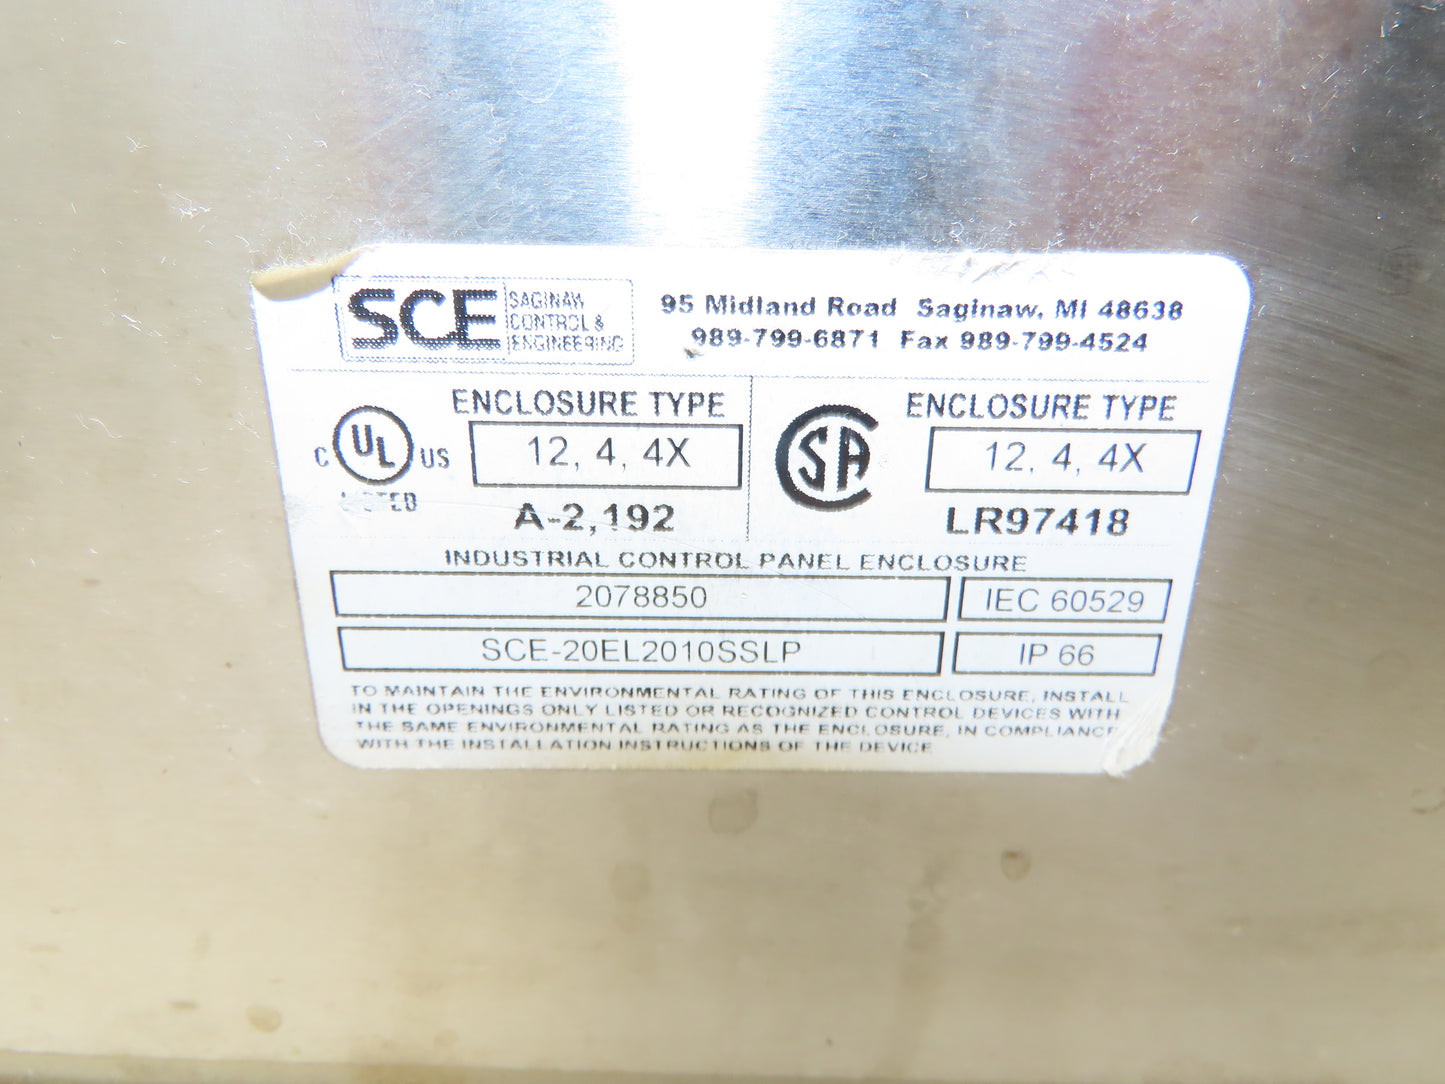 SCE SAGINAW
CONTROL &
ENGINEERING
95 Midland Road Saginaw, MI 48638
989-799-6871 Fax 989-799-4524
C UL US
LISTED
ENCLOSURE TYPE
12, 4, 4X
A-2,192
CSA
ENCLOSURE TYPE
12, 4, 4X
LR97418
INDUSTRIAL CONTROL PANEL ENCLOSURE
2078850 IEC 60529
SCE-20EL2010SSLP IP 66
TO MAINTAIN THE ENVIRONMENTAL RATING OF THIS ENCLOSURE, INSTALL
IN THE OPENINGS ONLY LISTED OR RECOGNIZED CONTROL DEVICES WITH
THE SAME ENVIRONMENTAL RATING AS THE ENCLOSURE, IN COMPLIANCE
WITH THE INSTALLATION INSTRUCTIONS OF THE DEVICE